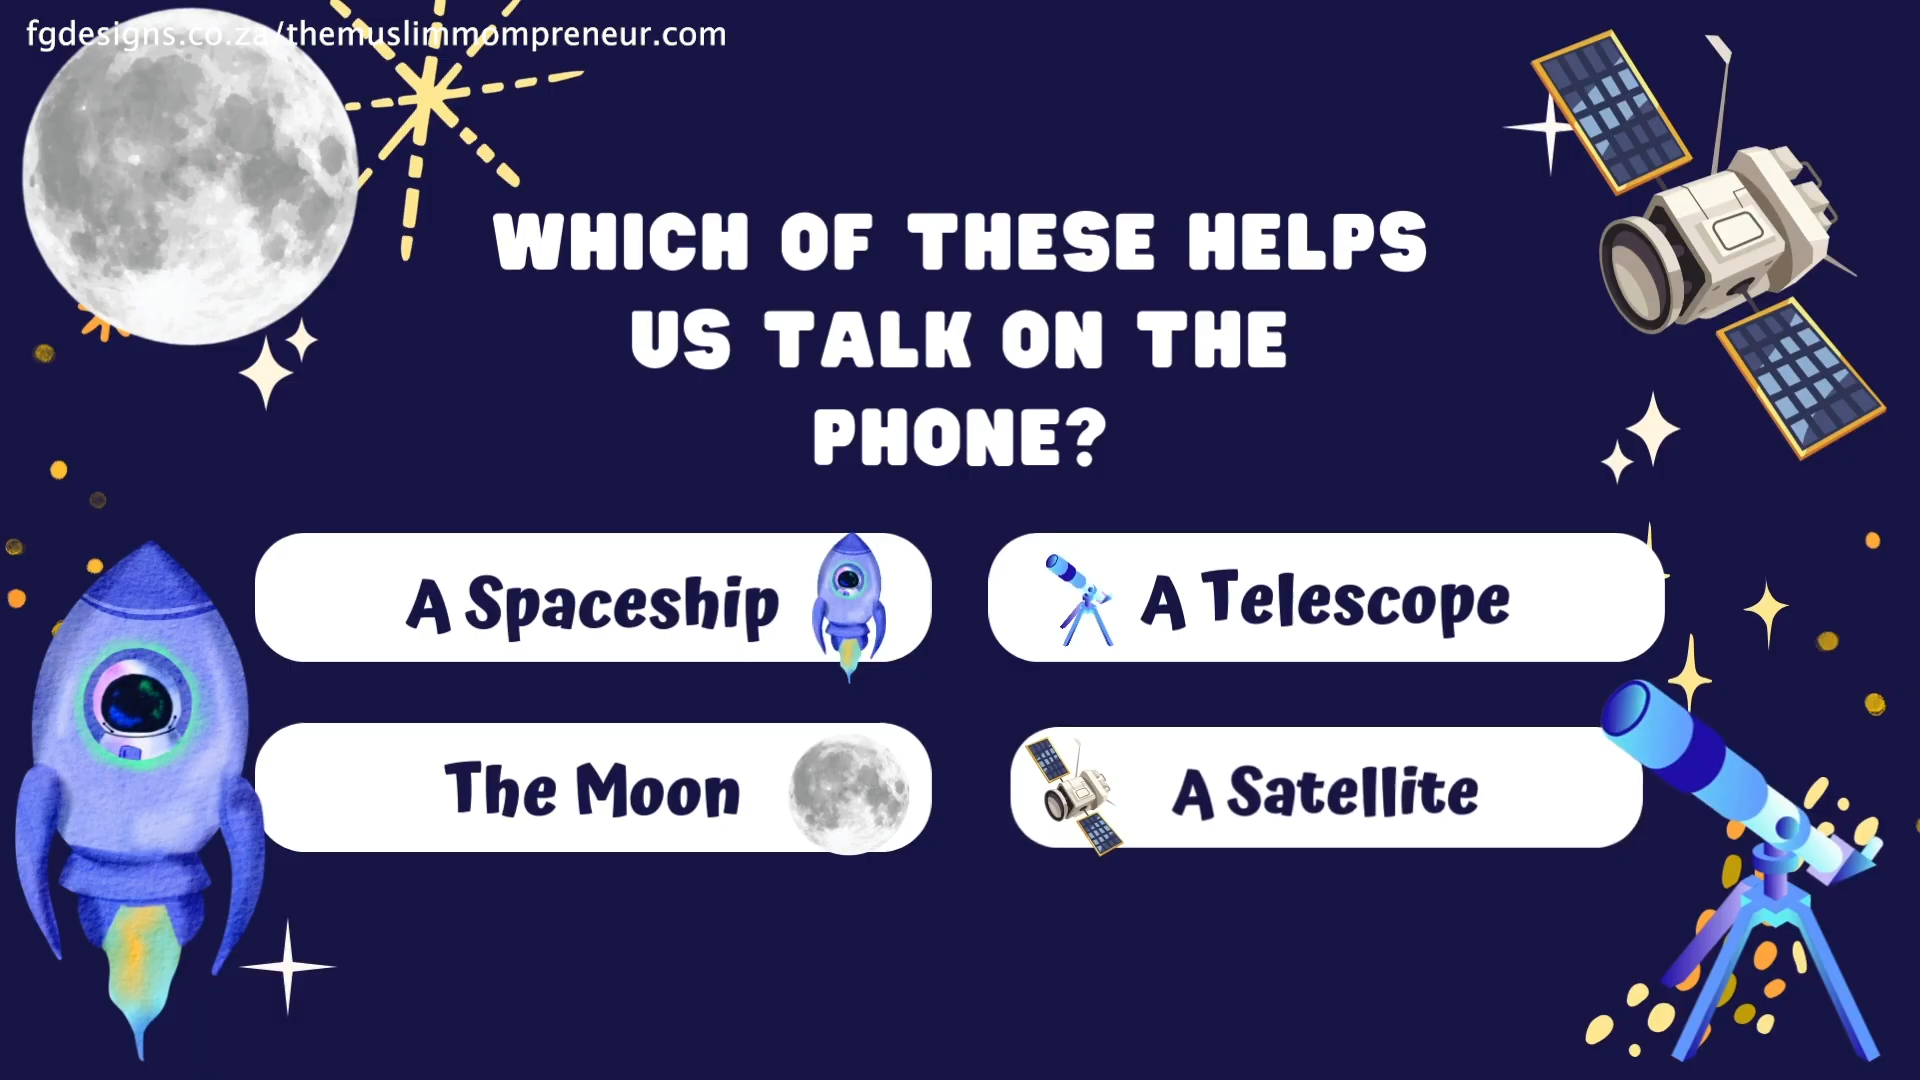 fgdesigns.co.za/themuslimmompreneur.com
WHICH OF THESE HELPS
US TALK ON THE
PHONE?
A Spaceship
A Telescope
The Moon
A Satellite